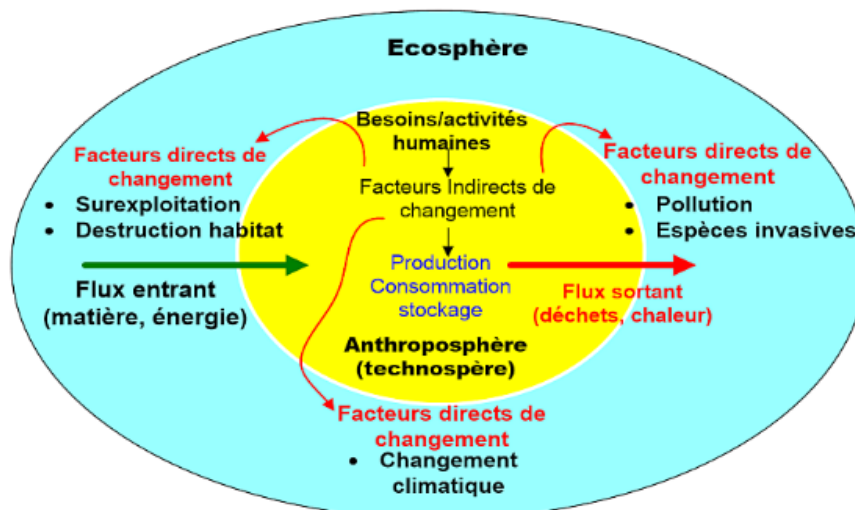 Ecosphère
Besoins/activités
humaines
Facteurs directs de
changement
• Surexploitation
• Destruction habitat
Facteurs Indirects de
changement
Facteurs directs de
changement
• Pollution
• Espèces invasives
Flux entrant
(matière, énergie)
Production
Consommation
stockage
Flux sortant
(déchets, chaleur)
Anthroposphère
(technospère)
Facteurs directs de
changement
• Changement
climatique